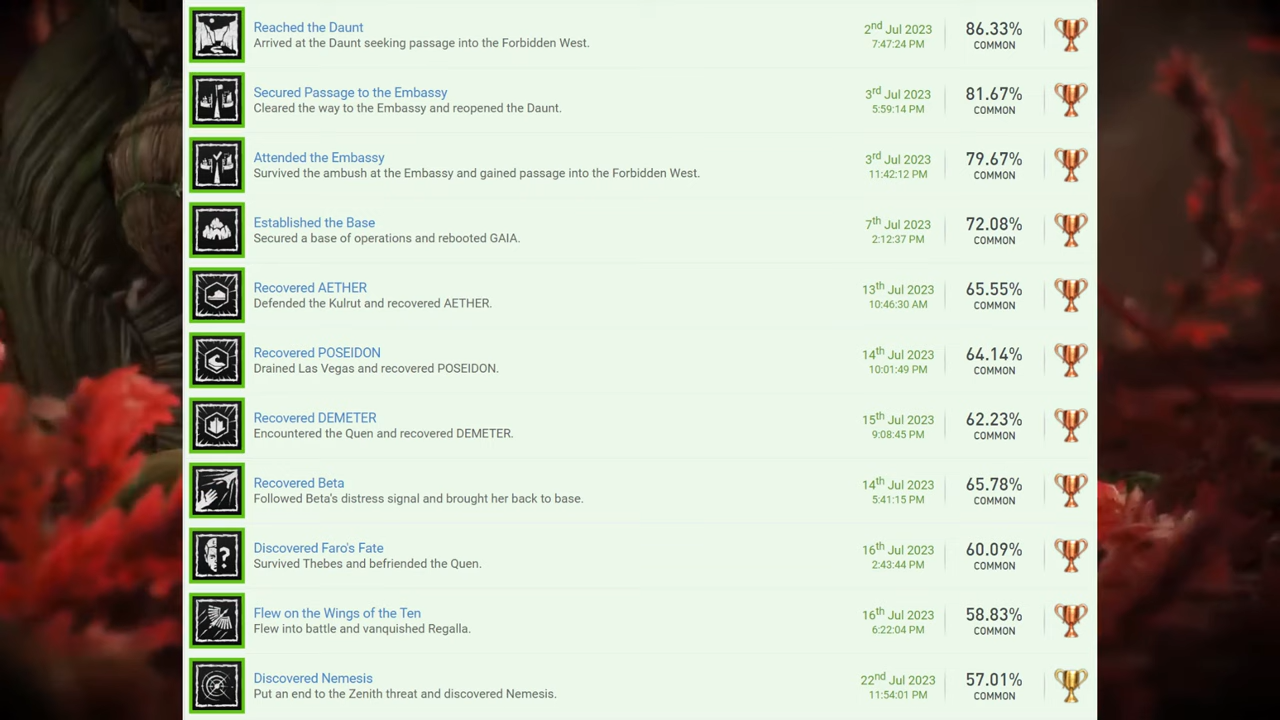 Reached the Daunt
Arrived at the Daunt seeking passage into the Forbidden West.
2nd Jul 2023
7:47:24 PM
86.33%
COMMON
Secured Passage to the Embassy
Cleared the way to the Embassy and reopened the Daunt.
3rd Jul 2023
5:59:14 PM
81.67%
COMMON
Attended the Embassy
Survived the ambush at the Embassy and gained passage into the Forbidden West.
3rd Jul 2023
11:42:12 PM
79.67%
COMMON
Established the Base
Secured a base of operations and rebooted GAIA.
7th Jul 2023
2:12:37 PM
72.08%
COMMON
Recovered AETHER
Defended the Kulrut and recovered AETHER.
13th Jul 2023
10:46:30 AM
65.55%
COMMON
Recovered POSEIDON
Drained Las Vegas and recovered POSEIDON.
14th Jul 2023
10:01:49 PM
64.14%
COMMON
Recovered DEMETER
Encountered the Quen and recovered DEMETER.
15th Jul 2023
9:08:45 PM
62.23%
COMMON
Recovered Beta
Followed Beta's distress signal and brought her back to base.
14th Jul 2023
5:41:15 PM
65.78%
COMMON
Discovered Faro's Fate
Survived Thebes and befriended the Quen.
16th Jul 2023
2:43:44 PM
60.09%
COMMON
Flew on the Wings of the Ten
Flew into battle and vanquished Regalla.
16th Jul 2023
6:22:04 PM
58.83%
COMMON
Discovered Nemesis
Put an end to the Zenith threat and discovered Nemesis.
22nd Jul 2023
11:54:01 PM
57.01%
COMMON